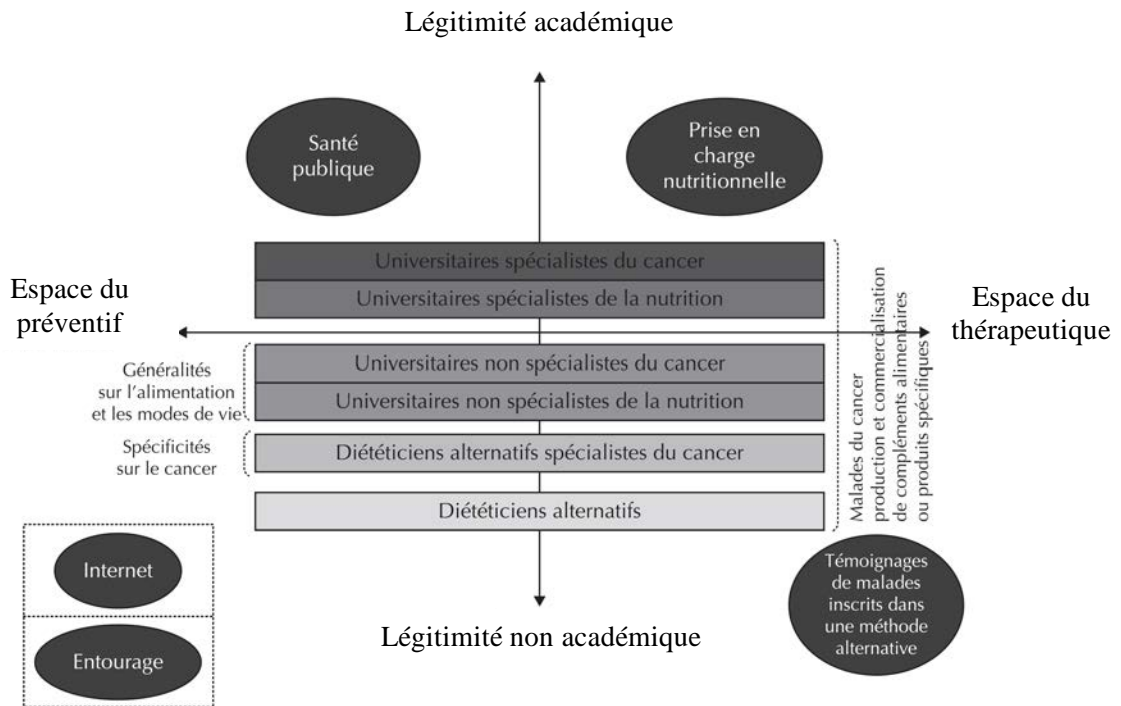 Légitimité académique
Santé
publique
Prise en
charge
nutritionnelle
Universitaires spécialistes du cancer
Universitaires spécialistes de la nutrition
Espace du
préventif
Espace du
thérapeutique
Généralités
sur l'alimentation
et les modes de vie
Universitaires non spécialistes du cancer
Universitaires non spécialistes de la nutrition
Spécificités
sur le cancer
Diététiciens alternatifs spécialistes du cancer
Diététiciens alternatifs
Malades du cancer
production et commercialisation
de compléments alimentaires
ou produits spécifiques
Internet
Entourage
Légitimité non académique
Témoignages
de malades
inscrits dans
une méthode
alternative